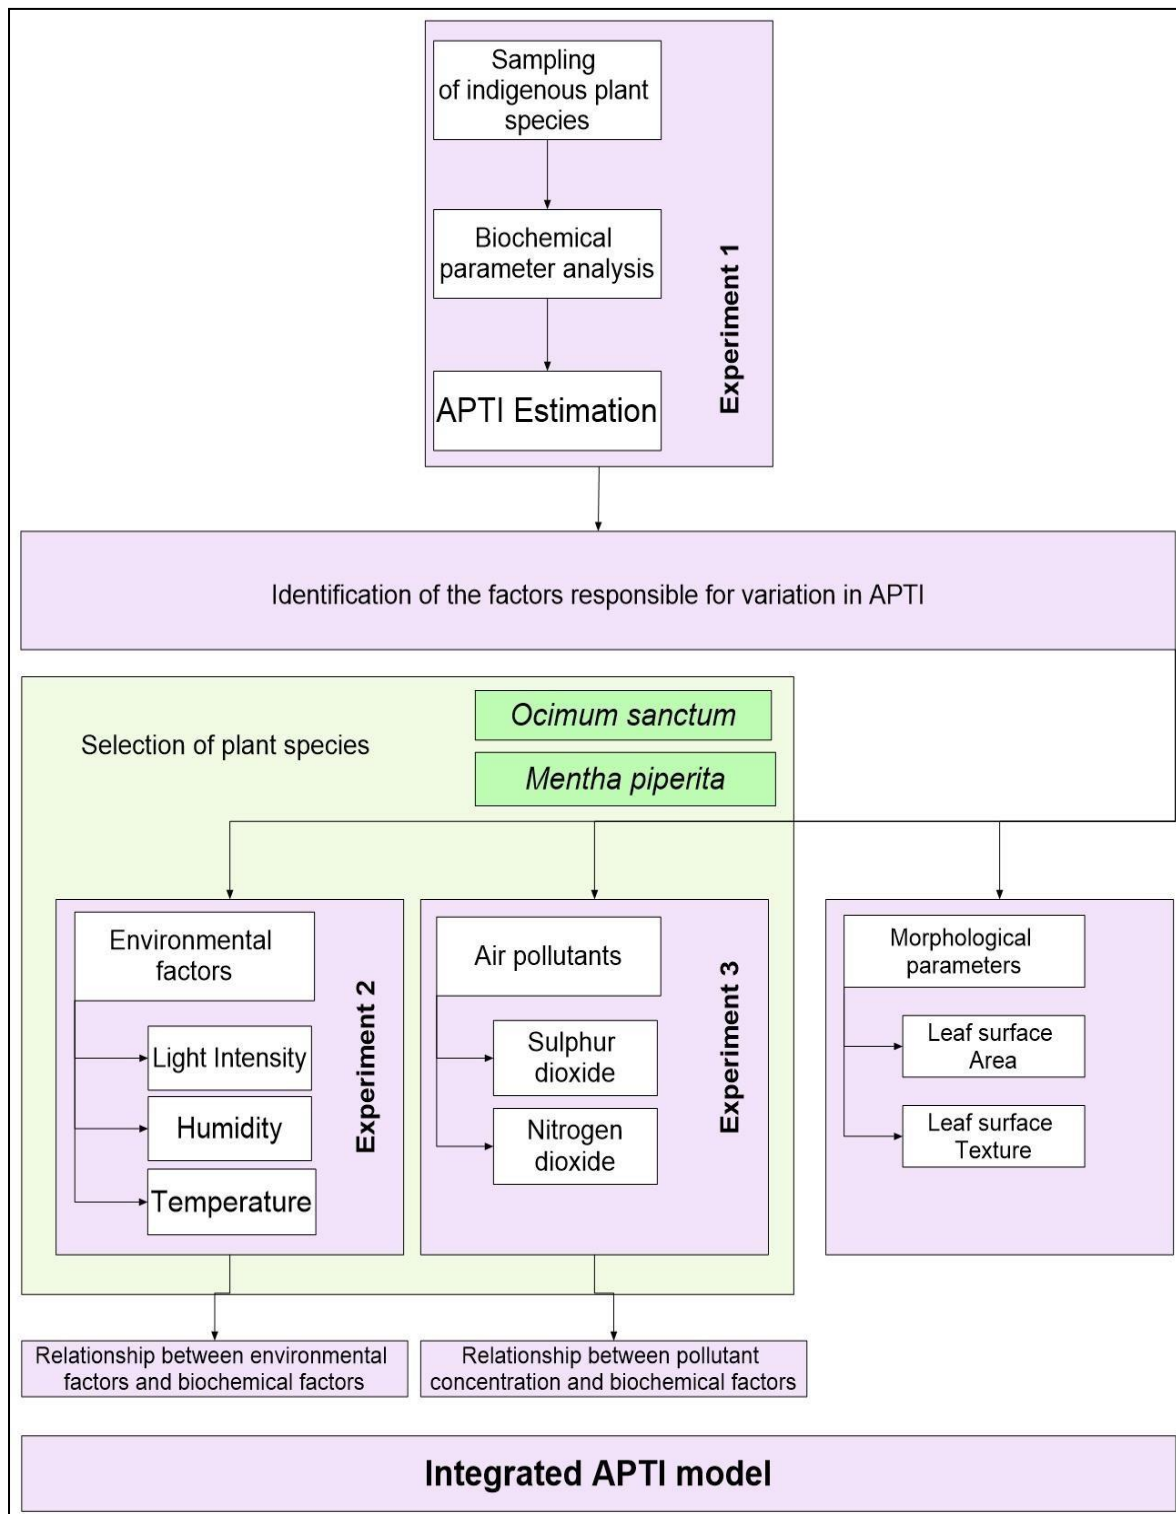 Sampling
of indigenous plant
species
Biochemical
parameter analysis
APTI Estimation
Experiment 1
Identification of the factors responsible for variation in APTI
Selection of plant species
Ocimum sanctum
Mentha piperita
Environmental
factors
Light Intensity
Humidity
Temperature
Experiment 2
Air pollutants
Sulphur
dioxide
Nitrogen
dioxide
Experiment 3
Morphological
parameters
Leaf surface
Area
Leaf surface
Texture
Relationship between environmental
factors and biochemical factors
Relationship between pollutant
concentration and biochemical factors
Integrated APTI model